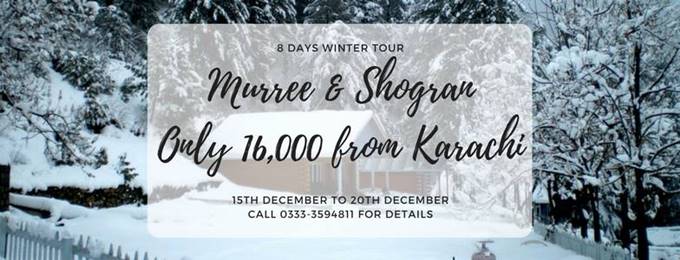 8 DAYS WINTER TOUR
Murree & Shogran
Only 16,000 from Karachi
15TH DECEMBER TO 20TH DECEMBER
CALL 0333-3594811 FOR DETAILS